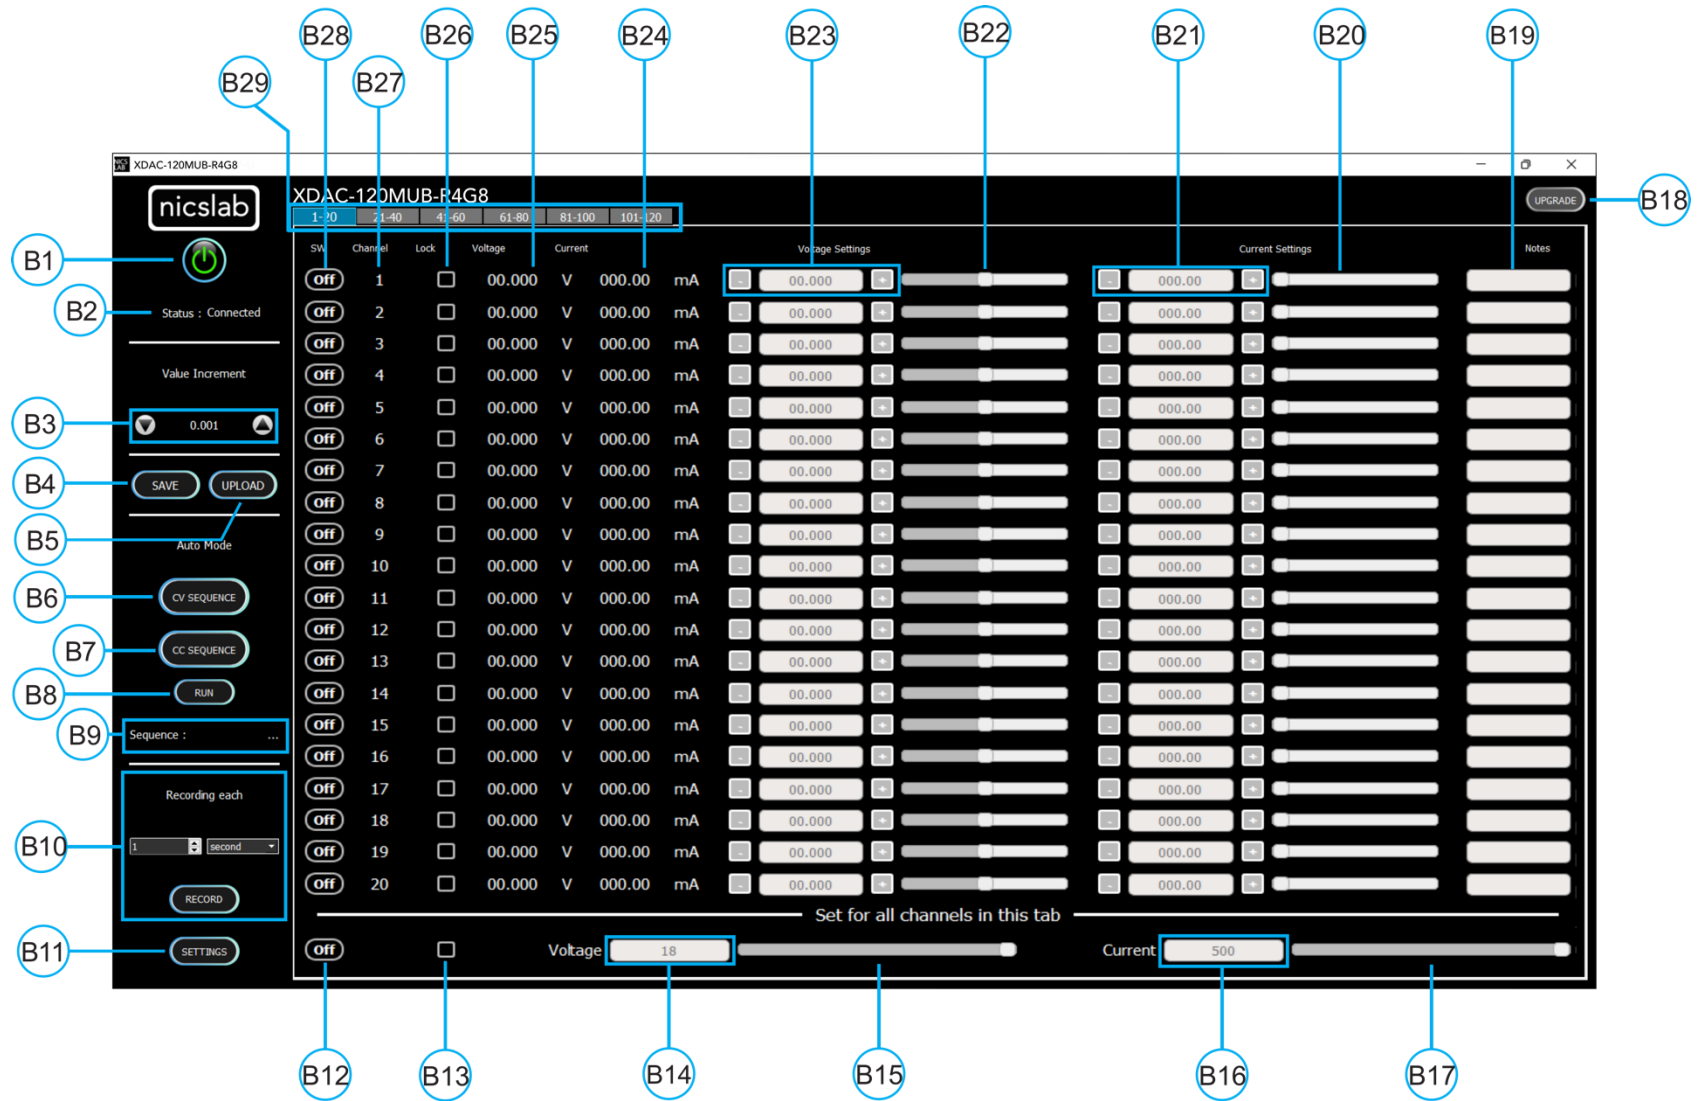 B28 B26 B25 B24 B23 B22 B21 B20 B19
B29 B27
NICS LAB XDAC-120MUB-R4G8
nicslab XDAC-120MUB-R4G8 UPGRADE B18
1-20 21-40 41-60 61-80 81-100 101-120
SW Channel Lock Voltage Current Voltage Settings Current Settings Notes
B1 Off 1 00.000 V 000.00 mA - 00.000 + - 000.00 +
B2 Status : Connected Off 2 00.000 V 000.00 mA - 00.000 + - 000.00 +
Off 3 00.000 V 000.00 mA - 00.000 + - 000.00 +
Value Increment Off 4 00.000 V 000.00 mA - 00.000 + - 000.00 +
Off 5 00.000 V 000.00 mA - 00.000 + - 000.00 +
B3 0.001 Off 6 00.000 V 000.00 mA - 00.000 + - 000.00 +
Off 7 00.000 V 000.00 mA - 00.000 + - 000.00 +
B4 SAVE UPLOAD Off 8 00.000 V 000.00 mA - 00.000 + - 000.00 +
B5 Auto Mode Off 9 00.000 V 000.00 mA - 00.000 + - 000.00 +
Off 10 00.000 V 000.00 mA - 00.000 + - 000.00 +
B6 CV SEQUENCE Off 11 00.000 V 000.00 mA - 00.000 + - 000.00 +
Off 12 00.000 V 000.00 mA - 00.000 + - 000.00 +
B7 CC SEQUENCE Off 13 00.000 V 000.00 mA - 00.000 + - 000.00 +
B8 RUN Off 14 00.000 V 000.00 mA - 00.000 + - 000.00 +
B9 Sequence : ... Off 15 00.000 V 000.00 mA - 00.000 + - 000.00 +
Off 16 00.000 V 000.00 mA - 00.000 + - 000.00 +
Recording each Off 17 00.000 V 000.00 mA - 00.000 + - 000.00 +
Off 18 00.000 V 000.00 mA - 00.000 + - 000.00 +
B10 1 second Off 19 00.000 V 000.00 mA - 00.000 + - 000.00 +
RECORD Off 20 00.000 V 000.00 mA - 00.000 + - 000.00 +
Set for all channels in this tab
B11 SETTINGS Off Voltage 18 Current 500
B12 B13 B14 B15 B16 B17